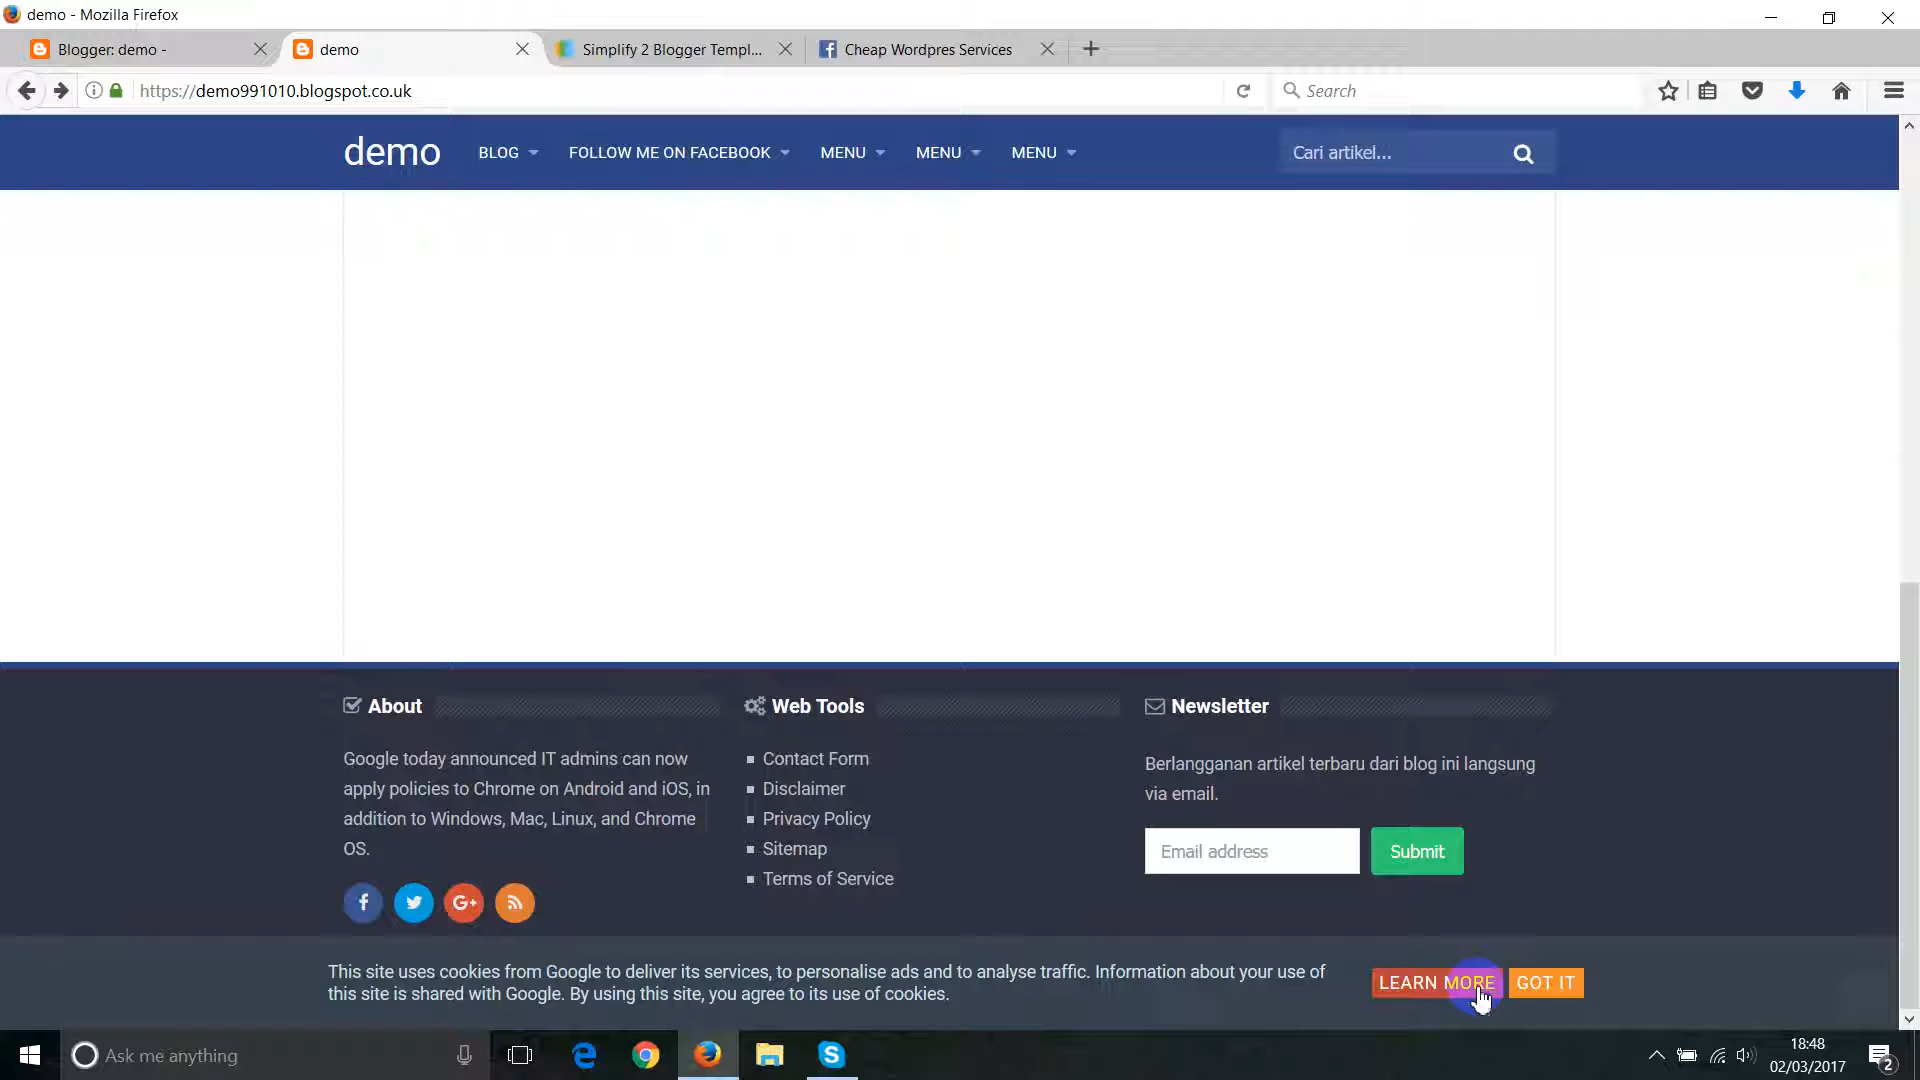 demo - Mozilla Firefox
Blogger: demo -
demo
Simplify 2 Blogger Templ...
Cheap Wordpres Services
https://demo991010.blogspot.co.uk
Search
demo
BLOG
FOLLOW ME ON FACEBOOK
MENU
MENU
MENU
Cari artikel...
About
Google today announced IT admins can now
apply policies to Chrome on Android and iOS, in
addition to Windows, Mac, Linux, and Chrome
OS.
Web Tools
Contact Form
Disclaimer
Privacy Policy
Sitemap
Terms of Service
Newsletter
Berlangganan artikel terbaru dari blog ini langsung
via email.
Email address
Submit
This site uses cookies from Google to deliver its services, to personalise ads and to analyse traffic. Information about your use of
this site is shared with Google. By using this site, you agree to its use of cookies.
LEARN MORE
GOT IT
Ask me anything
18:48
02/03/2017
2